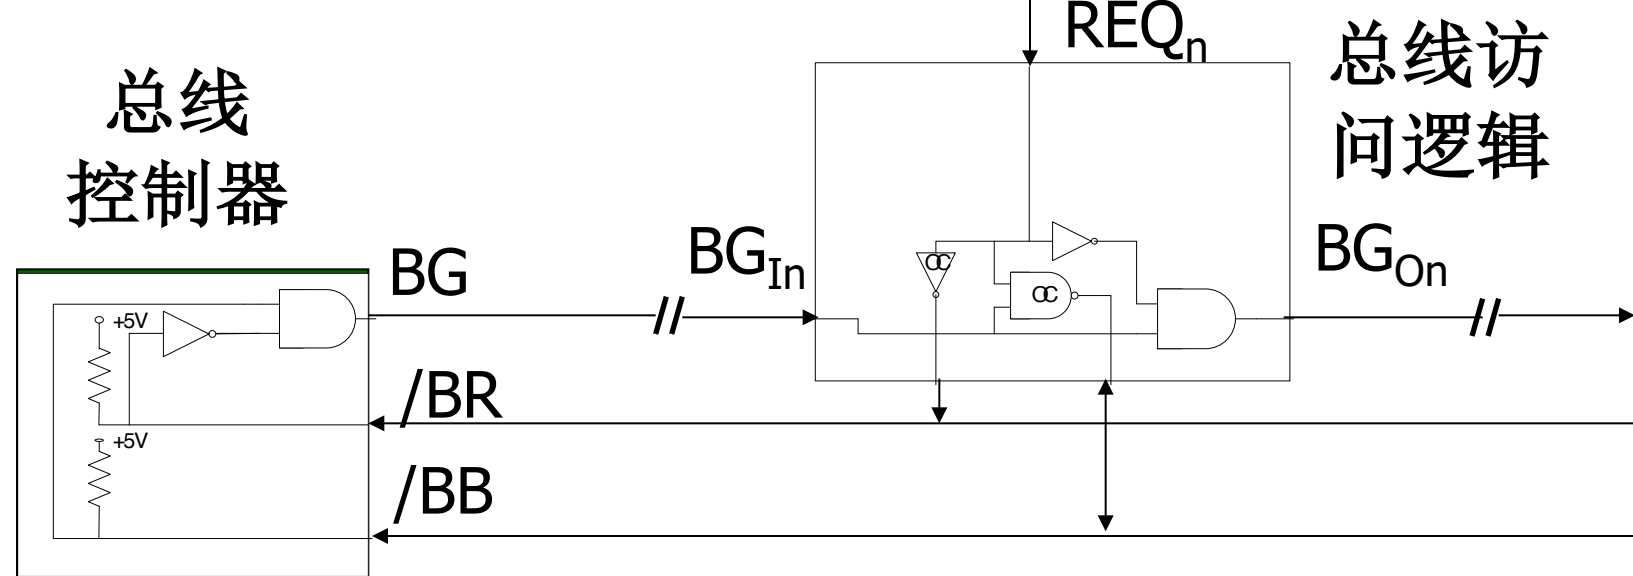 REQn
总线
控制器
总线访
问逻辑
BG
BGIn
BGOn
OC
OC
+5V
/BR
+5V
/BB